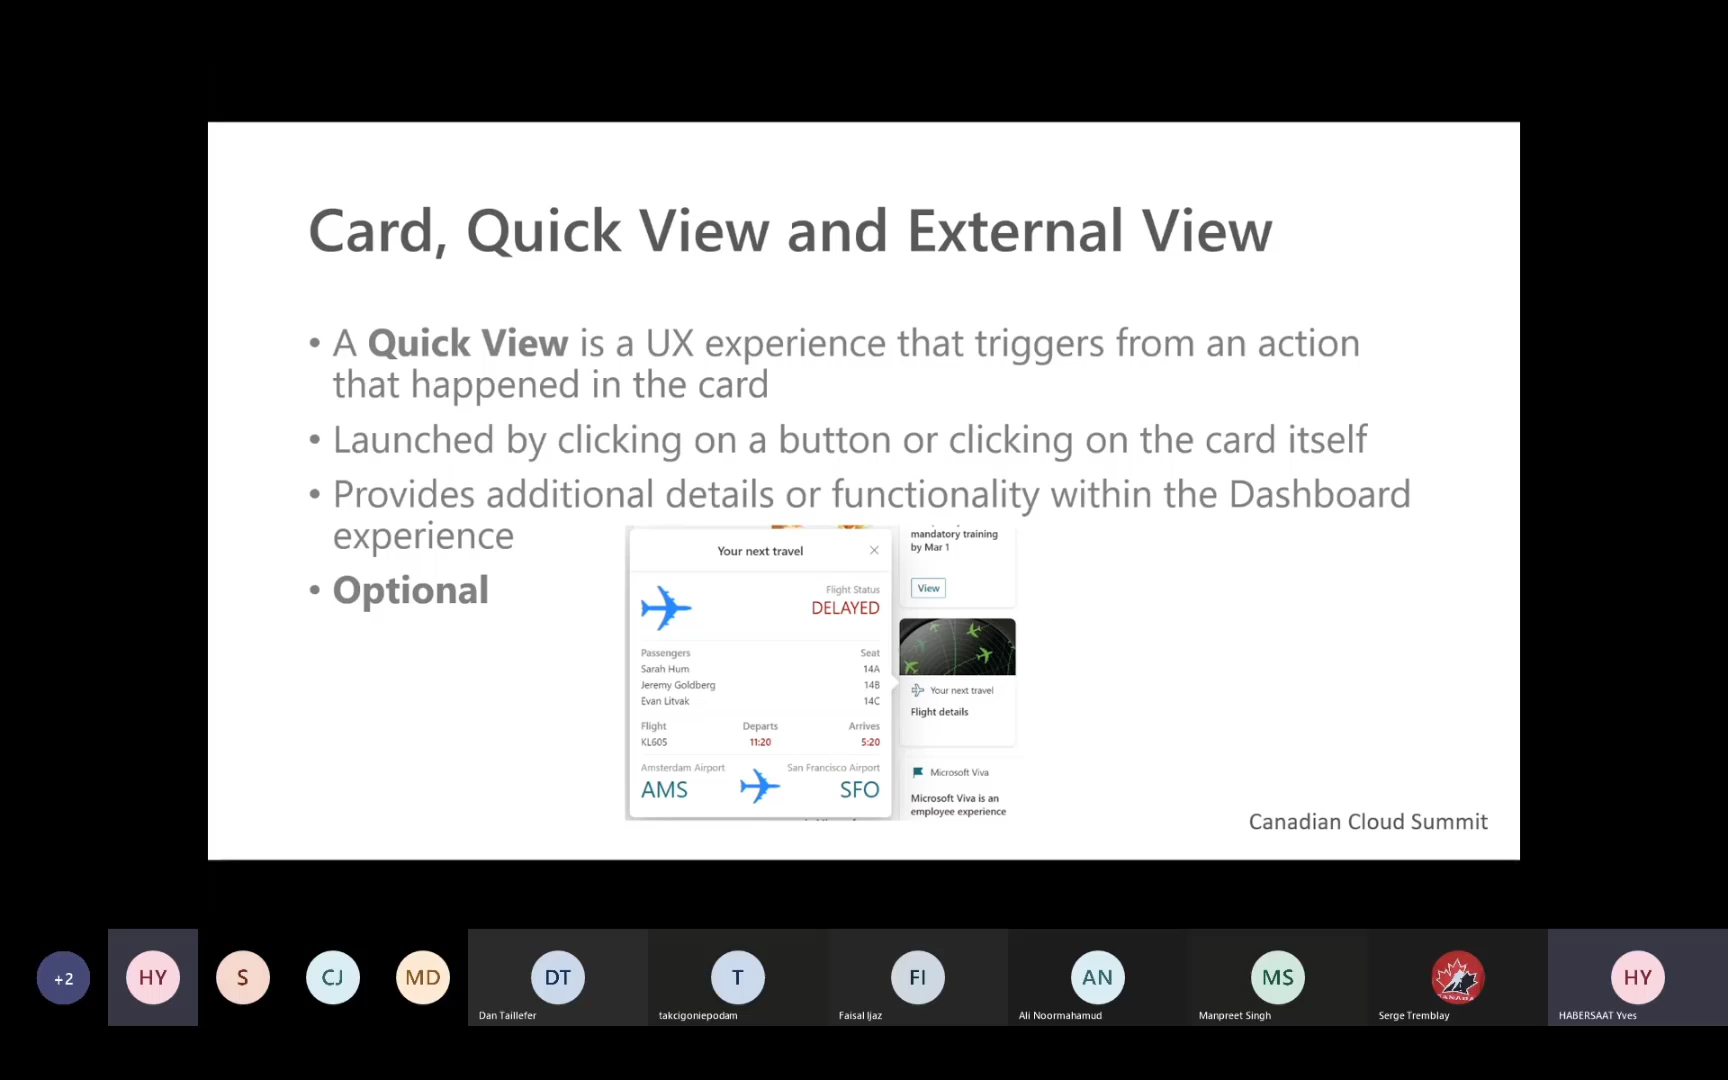 Card, Quick View and External View
• A Quick View is a UX experience that triggers from an action
that happened in the card
• Launched by clicking on a button or clicking on the card itself
• Provides additional details or functionality within the Dashboard
experience
• Optional
Your next travel
Flight Status
DELAYED
Passengers Seat
Sarah Hum 14A
Jeremy Goldberg 14B
Evan Litvak 14C
Flight Departs Arrives
KL605 11:20 5:20
Amsterdam Airport San Francisco Airport
AMS SFO
mandatory training
by Mar 1
View
Your next travel
Flight details
Microsoft Viva
Microsoft Viva is an
employee experience
Canadian Cloud Summit
+2 HY S CJ MD DT T FI AN MS CANADA HY
Dan Taillefer takcigoniepodam Faisal Ijaz Ali Noormahamud Manpreet Singh Serge Tremblay HABERSAAT Yves